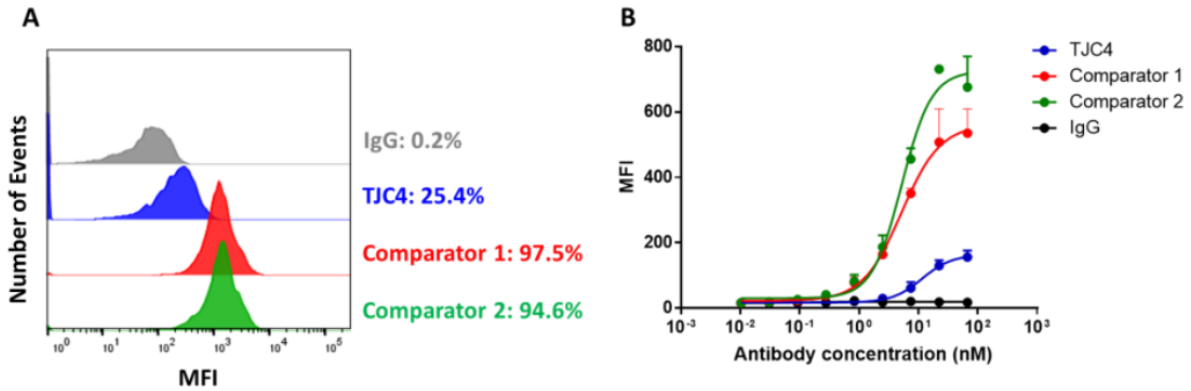 A
Number of Events
IgG: 0.2%
TJC4: 25.4%
Comparator 1: 97.5%
Comparator 2: 94.6%
10⁰ 10¹ 10² 10³ 10⁴ 10⁵
MFI
B
800
600
400
200
0
MFI
10⁻³ 10⁻² 10⁻¹ 10⁰ 10¹ 10² 10³
Antibody concentration (nM)
TJC4
Comparator 1
Comparator 2
IgG